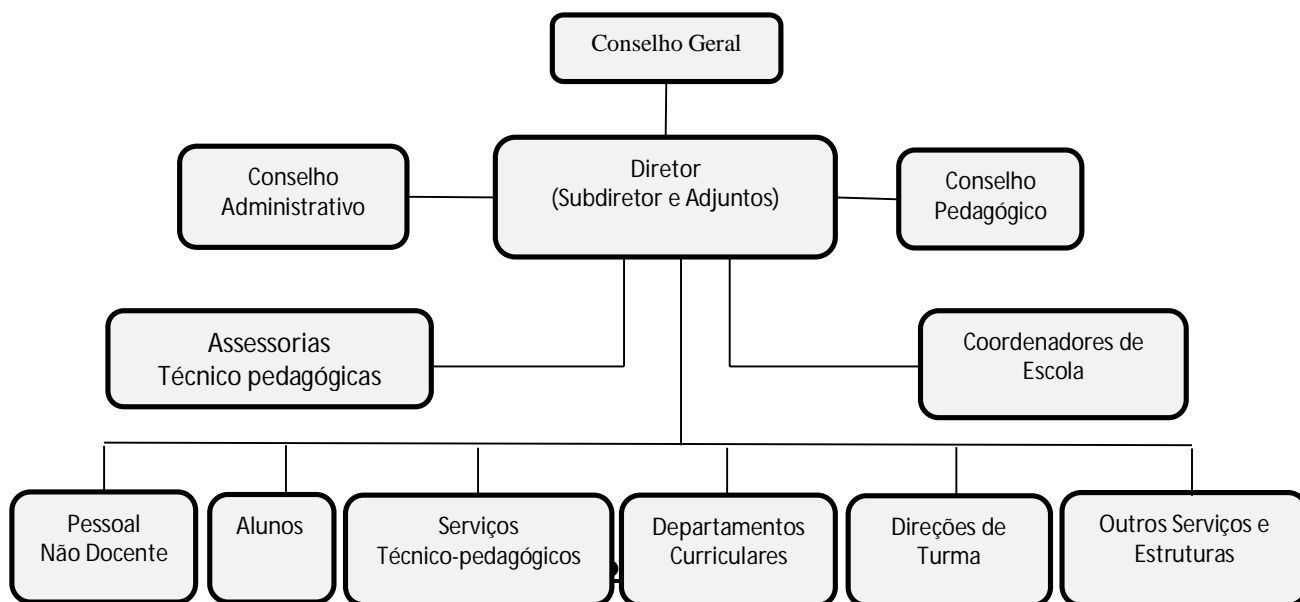 Conselho Geral
Diretor
(Subdiretor e Adjuntos)
Conselho
Administrativo
Conselho
Pedagógico
Assessorias
Técnico pedagógicas
Coordenadores de
Escola
Pessoal
Não Docente
Alunos
Serviços
Técnico-pedagógicos
Departamentos
Curriculares
Direções de
Turma
Outros Serviços e
Estruturas